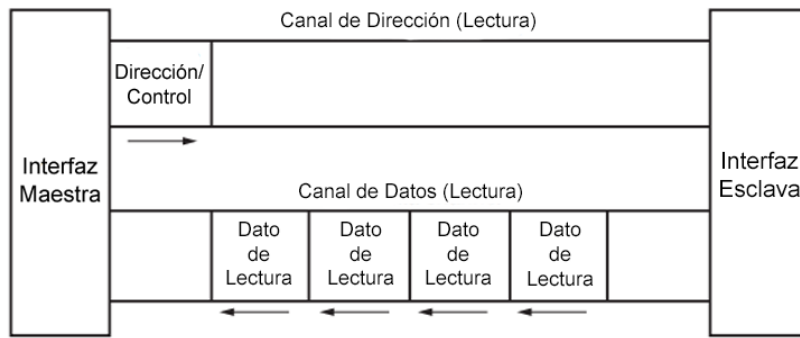 Canal de Dirección (Lectura)
Dirección/
Control
Interfaz
Maestra
Interfaz
Esclava
Canal de Datos (Lectura)
Dato
de
Lectura
Dato
de
Lectura
Dato
de
Lectura
Dato
de
Lectura